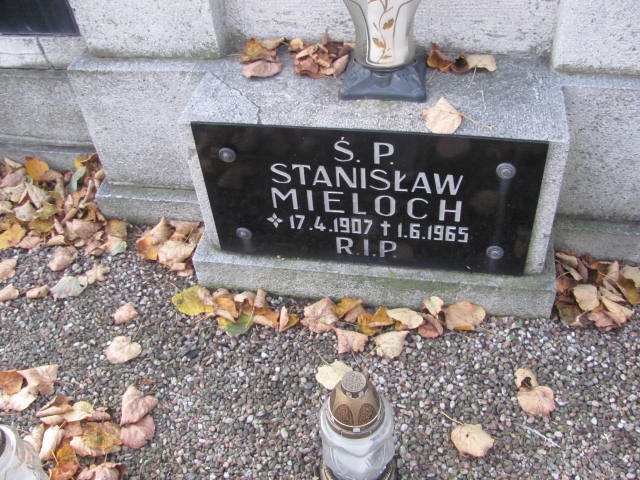 Ś. P.
STANISŁAW
MIELOCH
✧ 17.4.1907 † 1.6.1965
R.I.P.